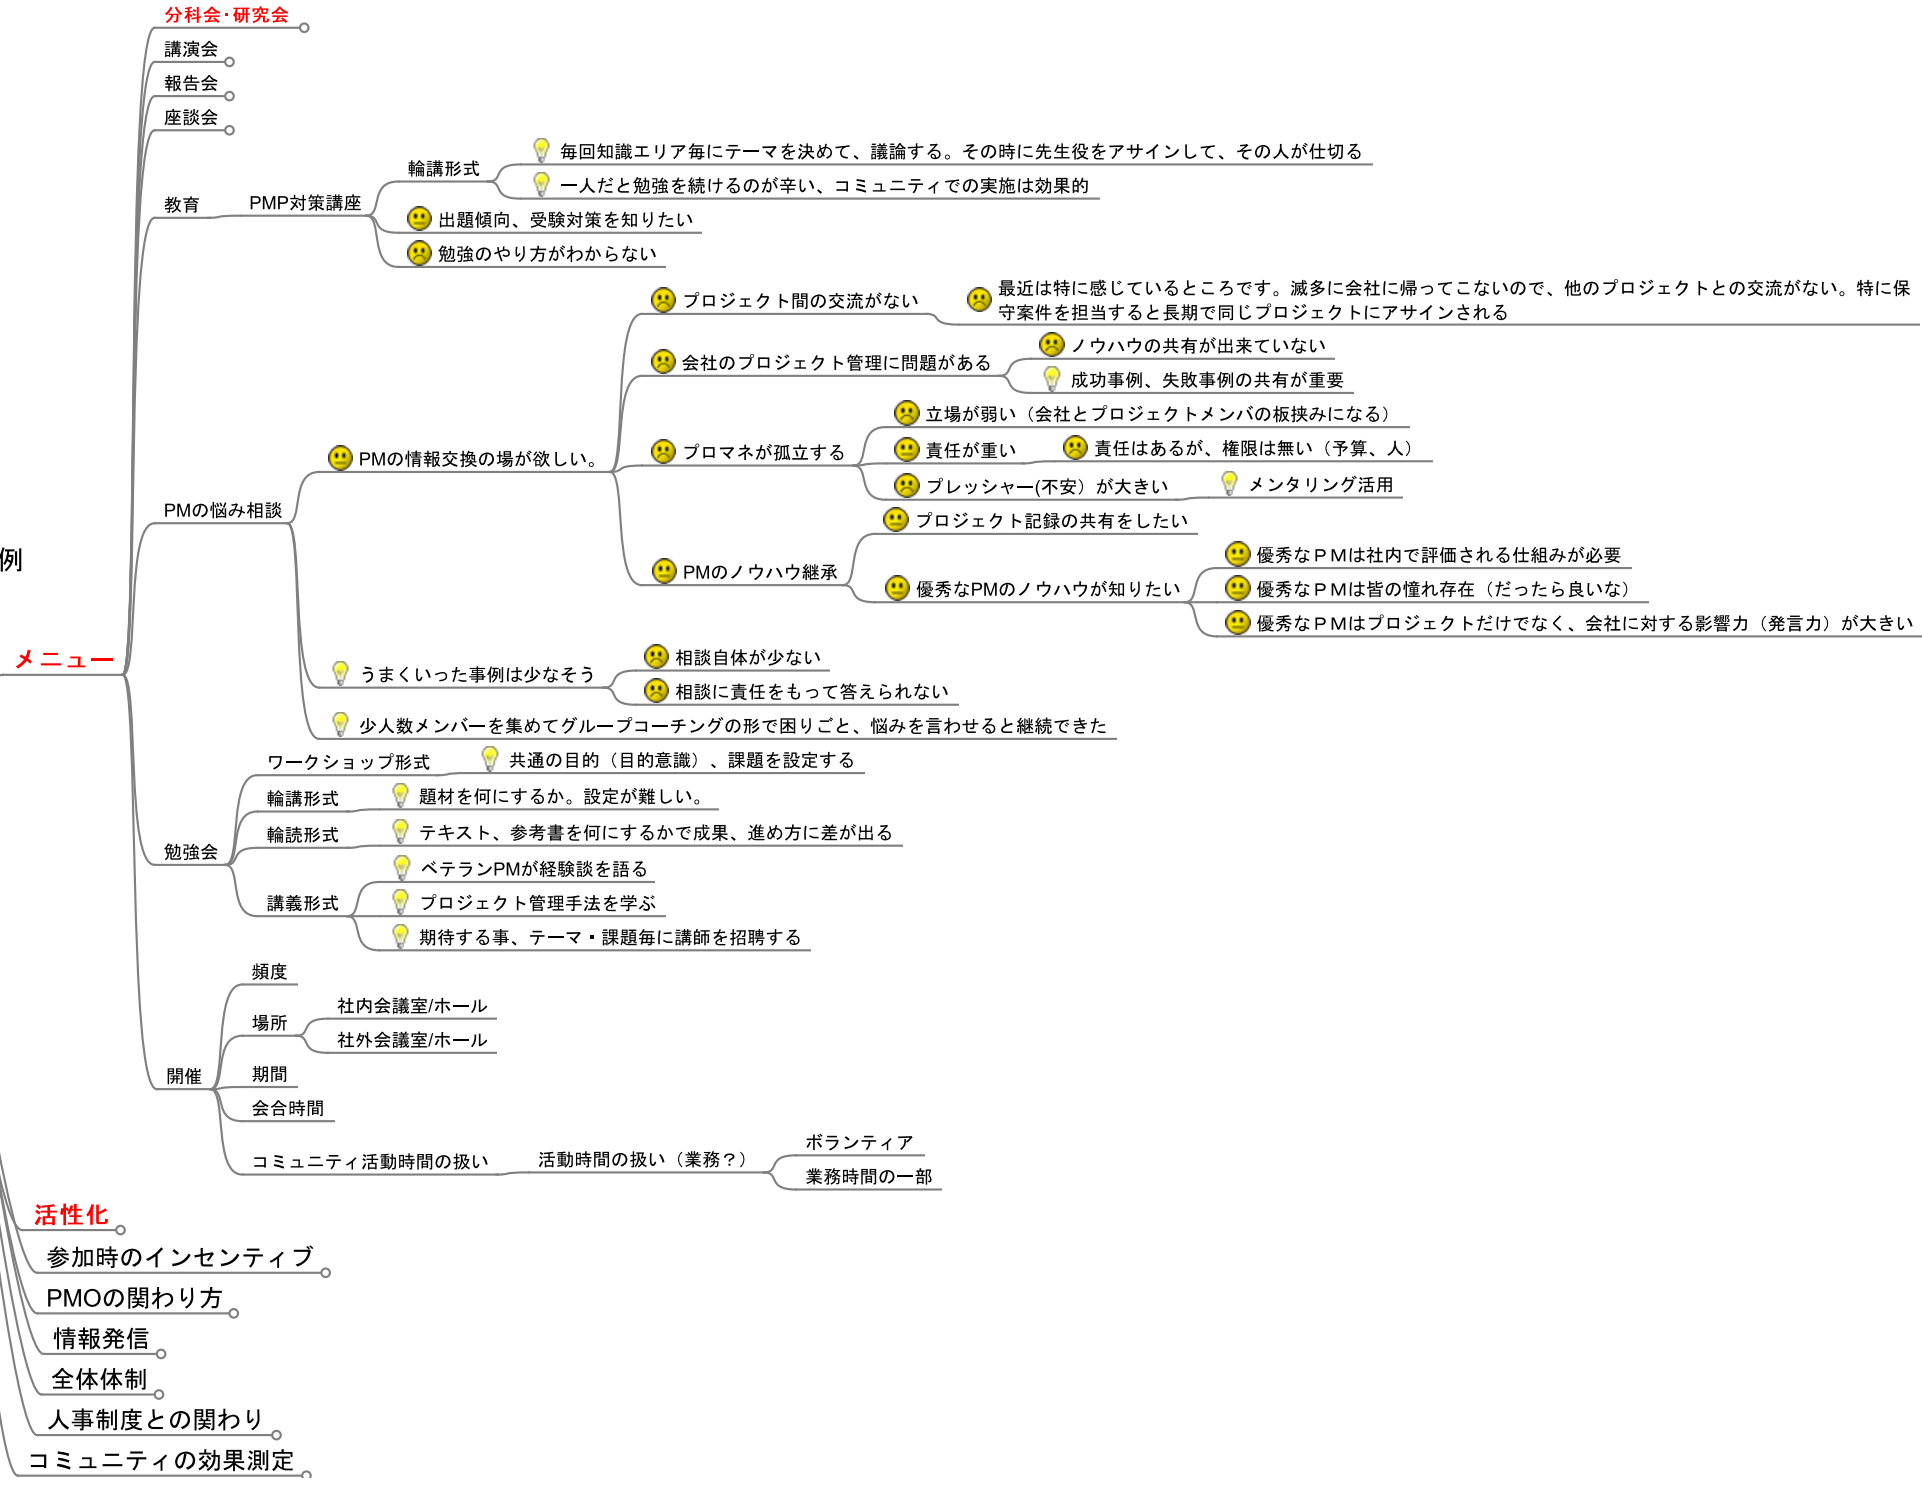 分科会・研究会
講演会
報告会
座談会
教育
PMP対策講座
輪講形式
毎回知識エリア毎にテーマを決めて、議論する。その時に先生役をアサインして、その人が仕切る
一人だと勉強を続けるのが辛い、コミュニティでの実施は効果的
出題傾向、受験対策を知りたい
勉強のやり方がわからない
PMの悩み相談
PMの情報交換の場が欲しい。
プロジェクト間の交流がない
最近は特に感じているところです。滅多に会社に帰ってこないので、他のプロジェクトとの交流がない。特に保
守案件を担当すると長期で同じプロジェクトにアサインされる
会社のプロジェクト管理に問題がある
ノウハウの共有が出来ていない
成功事例、失敗事例の共有が重要
プロマネが孤立する
立場が弱い（会社とプロジェクトメンバの板挟みになる）
責任が重い
責任はあるが、権限は無い（予算、人）
プレッシャー(不安）が大きい
メンタリング活用
PMのノウハウ継承
プロジェクト記録の共有をしたい
優秀なPMのノウハウが知りたい
優秀なＰＭは社内で評価される仕組みが必要
優秀なＰＭは皆の憧れ存在（だったら良いな）
優秀なＰＭはプロジェクトだけでなく、会社に対する影響力（発言力）が大きい
うまくいった事例は少なそう
相談自体が少ない
相談に責任をもって答えられない
少人数メンバーを集めてグループコーチングの形で困りごと、悩みを言わせると継続できた
例
メニュー
勉強会
ワークショップ形式
共通の目的（目的意識）、課題を設定する
輪講形式
題材を何にするか。設定が難しい。
輪読形式
テキスト、参考書を何にするかで成果、進め方に差が出る
講義形式
ベテランPMが経験談を語る
プロジェクト管理手法を学ぶ
期待する事、テーマ・課題毎に講師を招聘する
開催
頻度
場所
社内会議室/ホール
社外会議室/ホール
期間
会合時間
コミュニティ活動時間の扱い
活動時間の扱い（業務？）
ボランティア
業務時間の一部
活性化
参加時のインセンティブ
PMOの関わり方
情報発信
全体体制
人事制度との関わり
コミュニティの効果測定